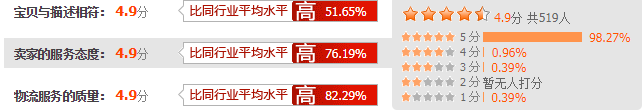 宝贝与描述相符： 4.9分 比同行业平均水平 高 51.65%
卖家的服务态度： 4.9分 比同行业平均水平 高 76.19%
物流服务的质量： 4.9分 比同行业平均水平 高 82.29%
4.9分 共519人
5 分 98.27%
4 分 0.96%
3 分 0.39%
2 分 暂无人打分
1 分 0.39%